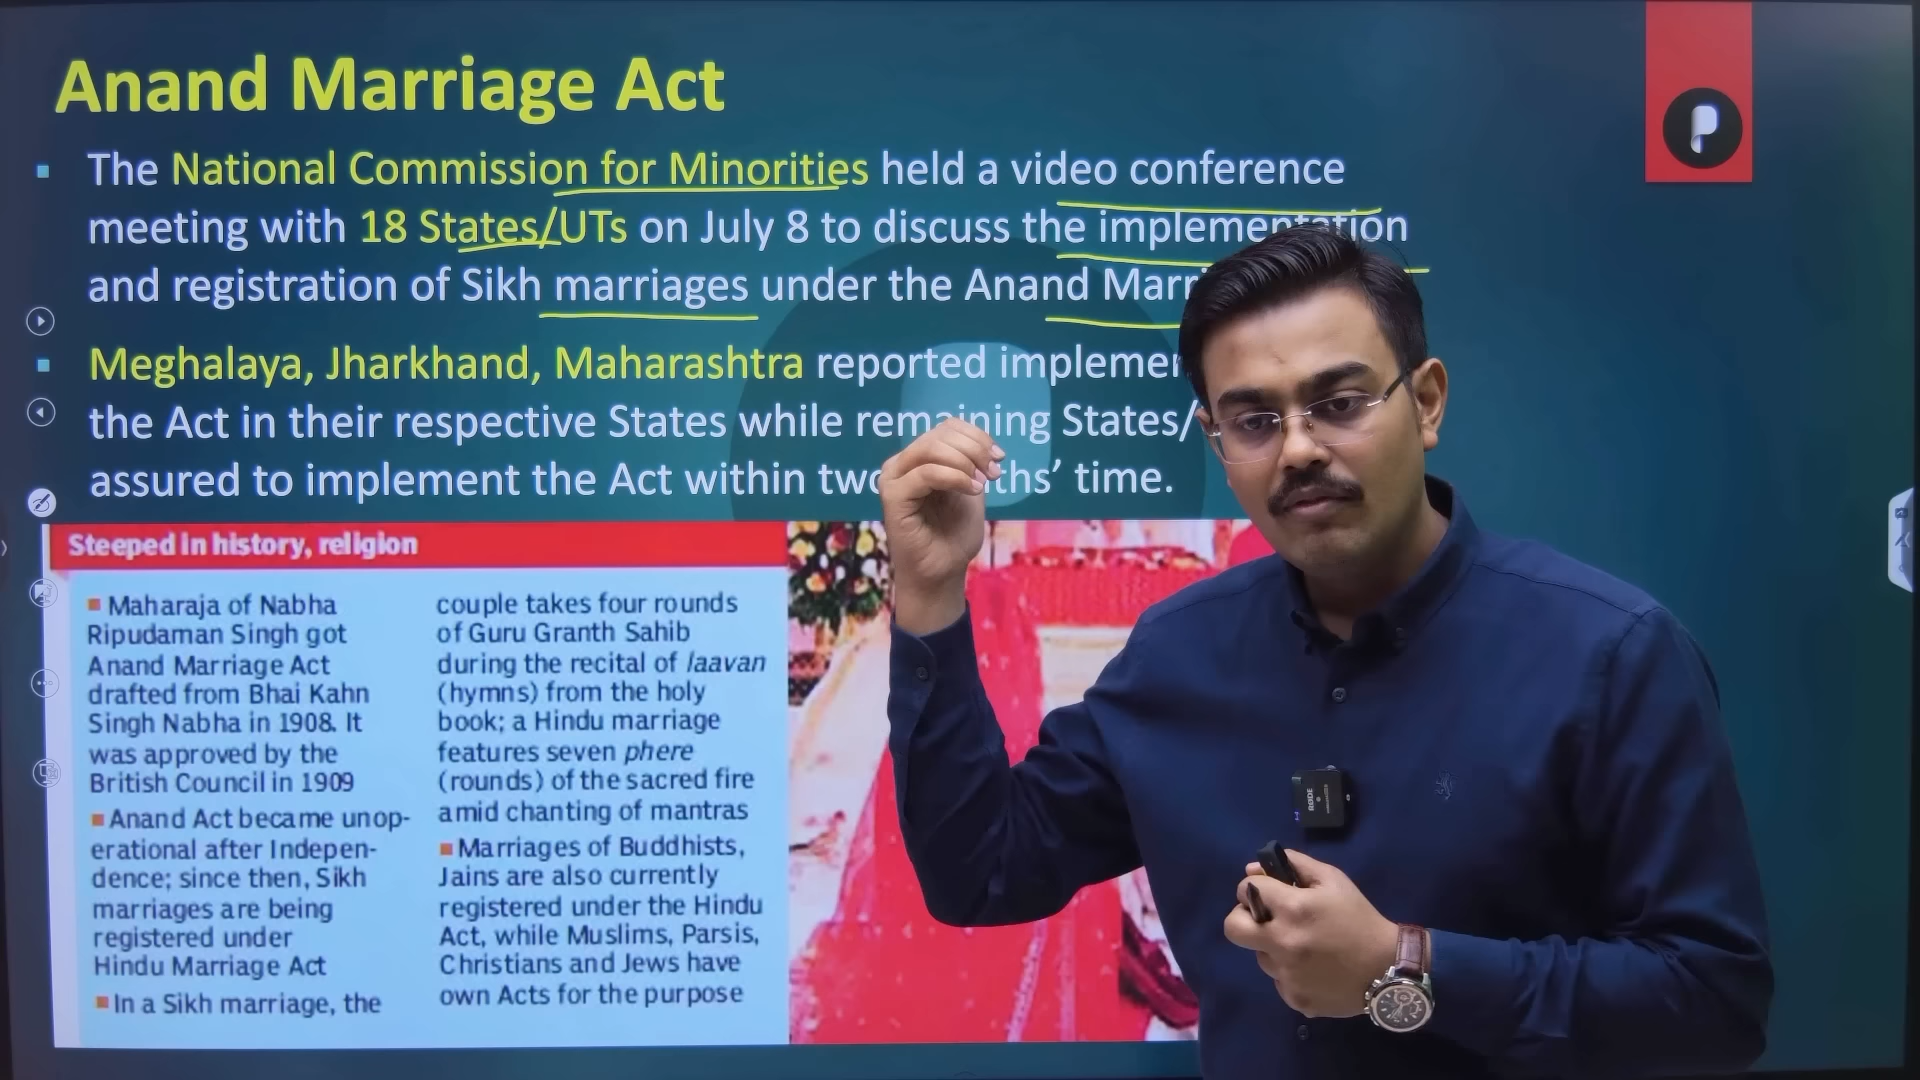 Anand Marriage Act
The National Commission for Minorities held a video conference
meeting with 18 States/UTs on July 8 to discuss the implementation
and registration of Sikh marriages under the Anand
Meghalaya, Jharkhand, Maharashtra reported
the Act in their respective States while remaining States/
assured to implement the Act within time.
Steeped in history, religion
Maharaja of Nabha
Ripudaman Singh got
Anand Marriage Act
drafted from Bhai Kahn
Singh Nabha in 1908. It
was approved by the
British Council in 1909
Anand Act became unop-
erational after Indepen-
dence; since then, Sikh
marriages are being
registered under
Hindu Marriage Act
In a Sikh marriage, the
couple takes four rounds
of Guru Granth Sahib
during the recital of laavan
(hymns) from the holy
book; a Hindu marriage
features seven phere
(rounds) of the sacred fire
amid chanting of mantras
Marriages of Buddhists,
Jains are also currently
registered under the Hindu
Act, while Muslims, Parsis,
Christians and Jews have
own Acts for the purpose
RØDE